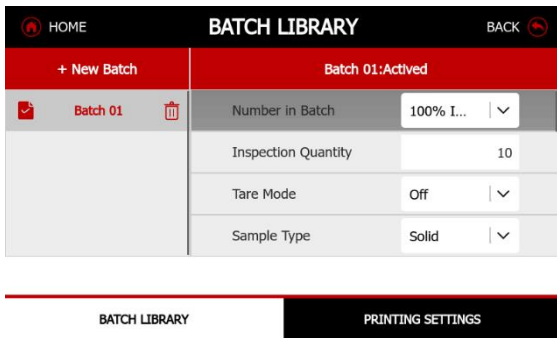 HOME BATCH LIBRARY BACK
+ New Batch Batch 01:Actived
Batch 01 Number in Batch 100% I...
Inspection Quantity 10
Tare Mode Off
Sample Type Solid
BATCH LIBRARY PRINTING SETTINGS